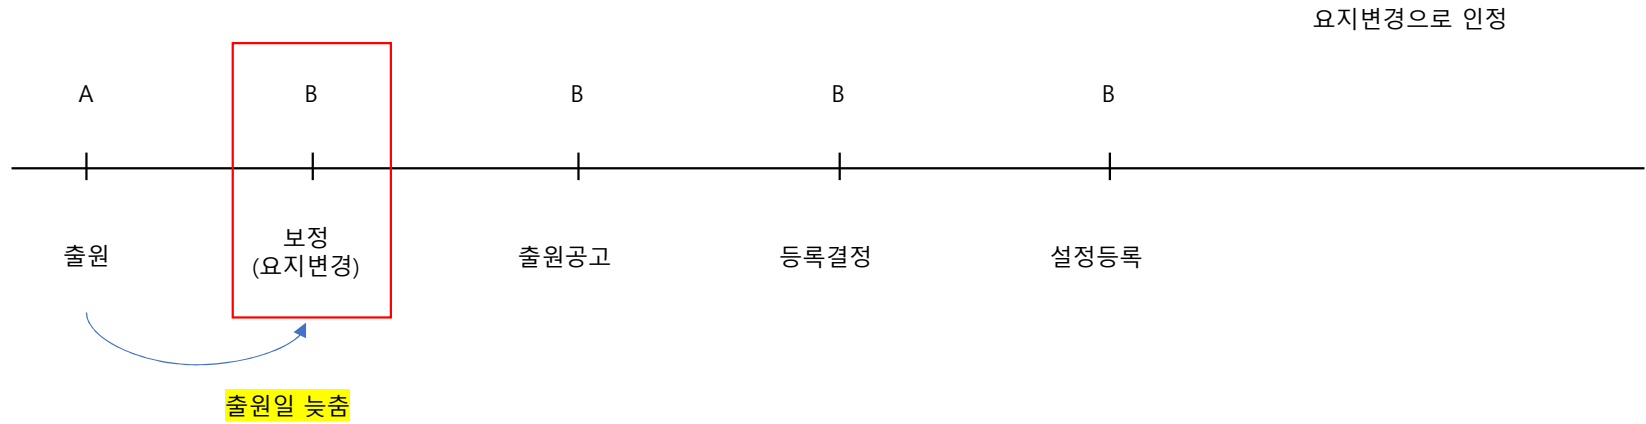 요지변경으로 인정
A
B
B
B
B
출원
보정
(요지변경)
출원공고
등록결정
설정등록
출원일 늦춤